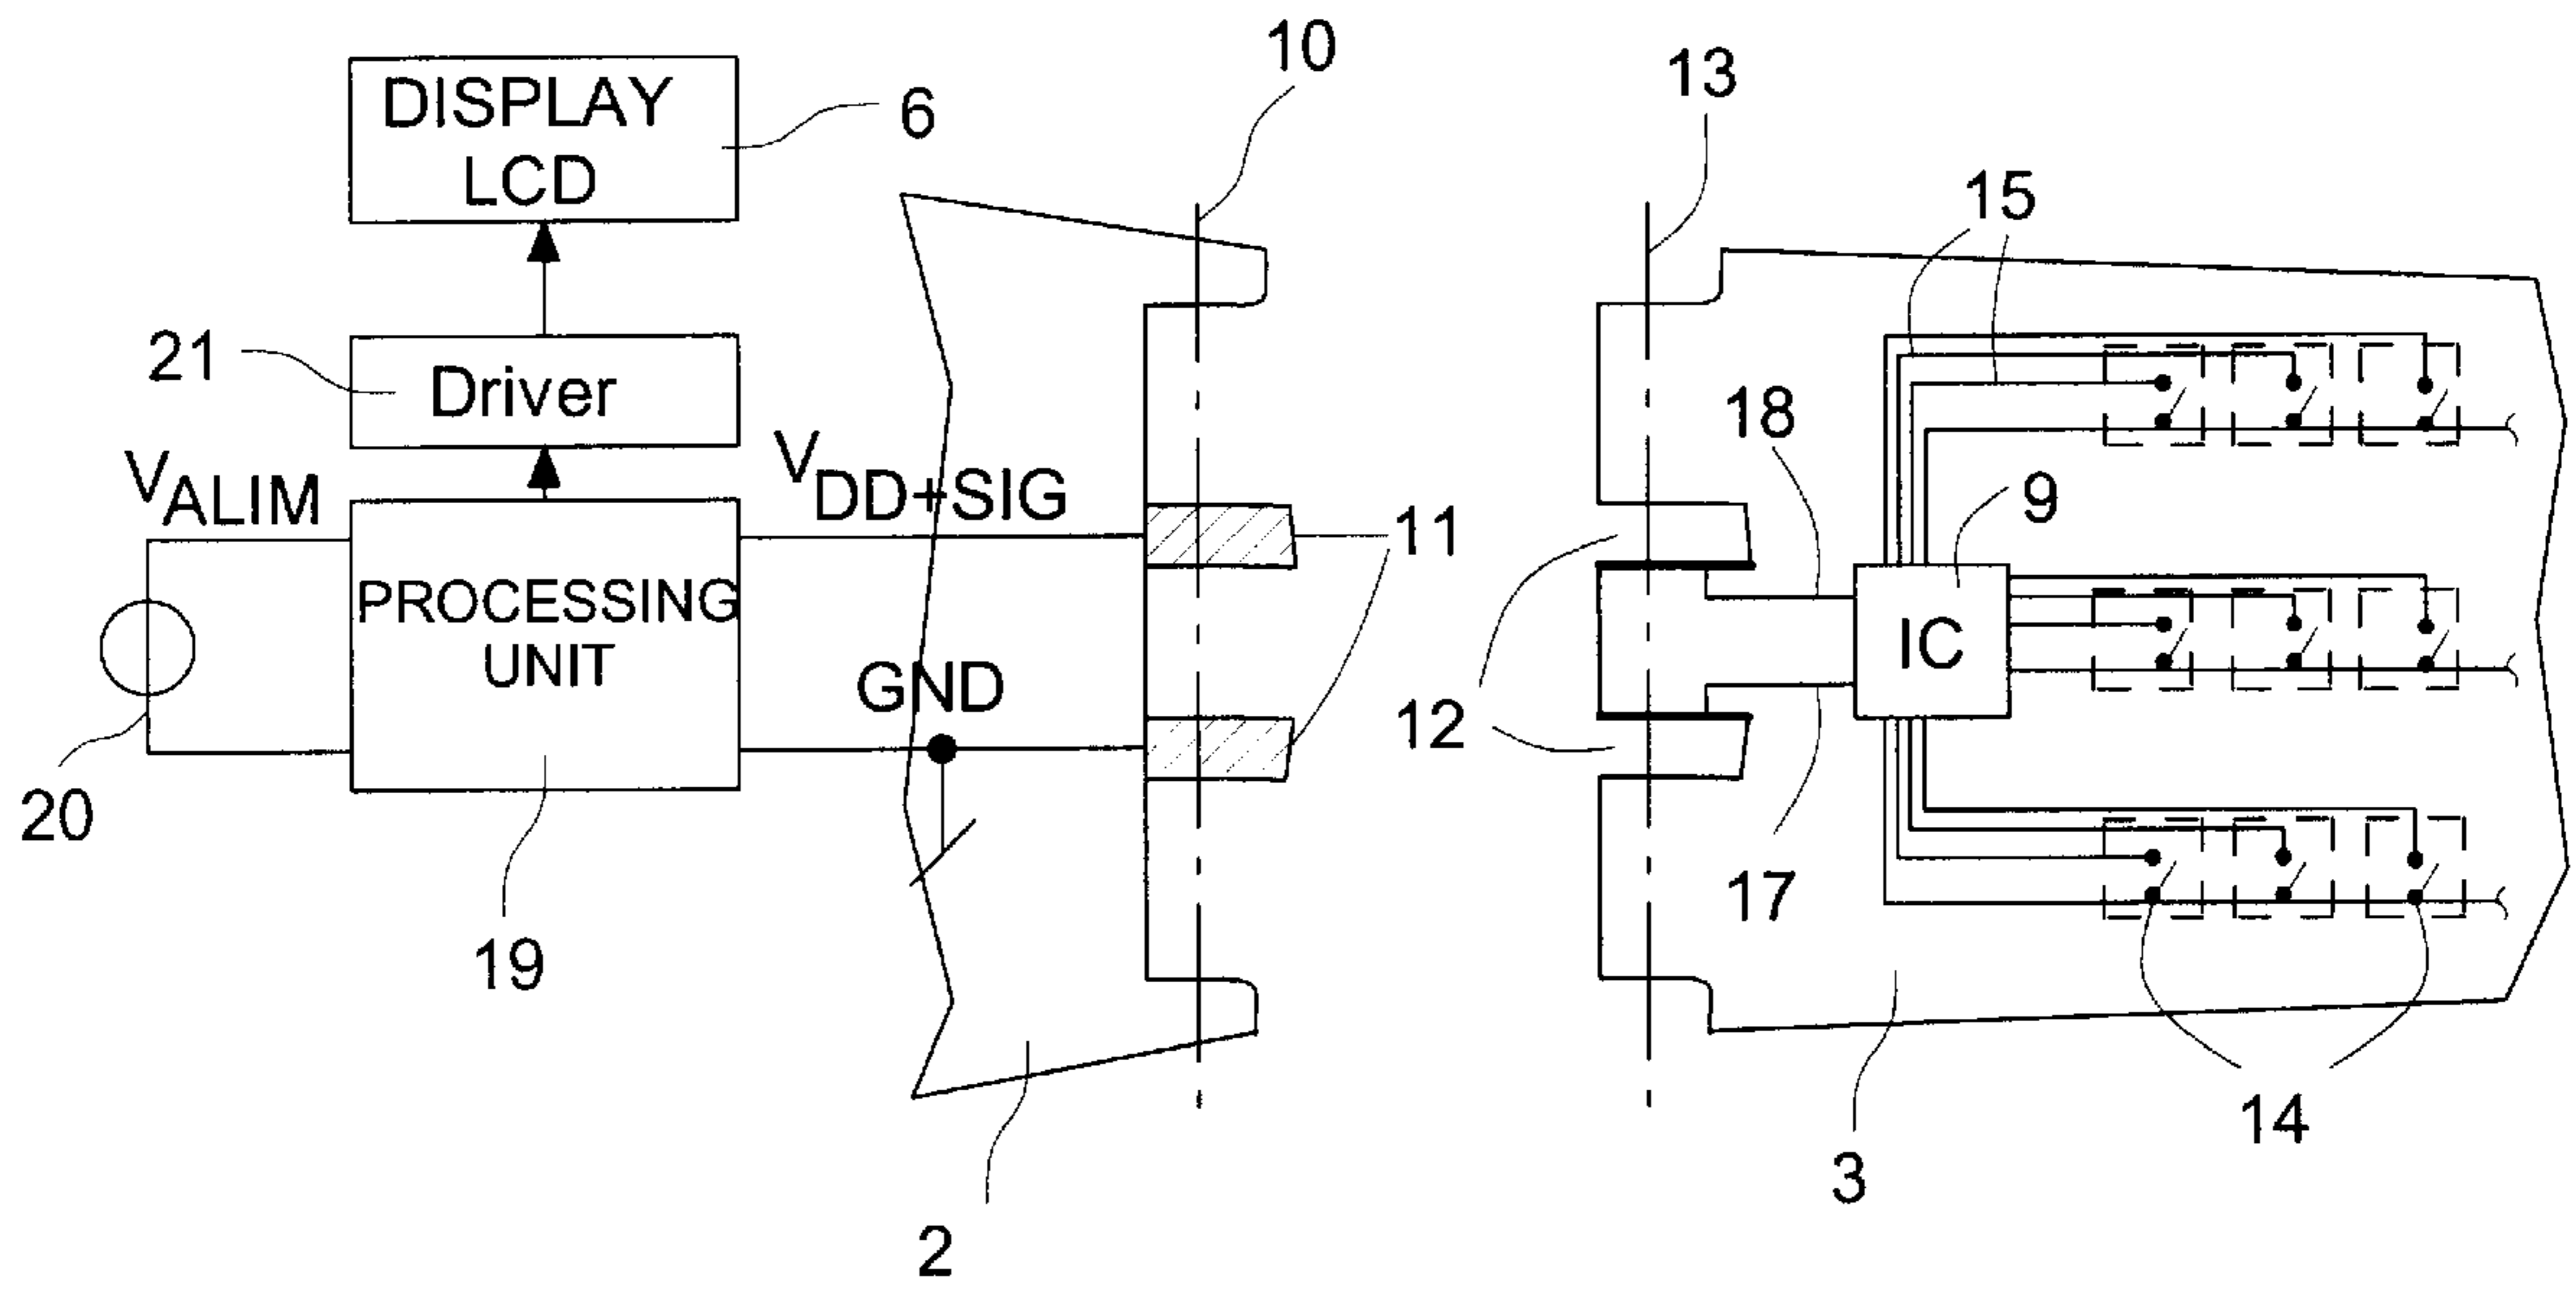 10
13
DISPLAY
LCD
6
15
21
Driver
18
V ALIM
V DD+SIG
9
11
PROCESSING
UNIT
IC
GND
12
20
17
19
14
3
2